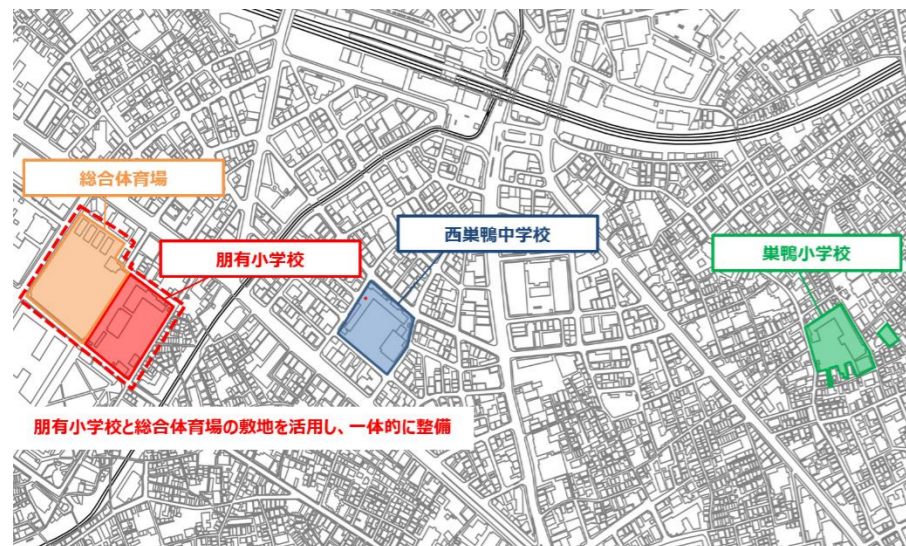 総合体育場
朋有小学校
西巣鴨中学校
巣鴨小学校
朋有小学校と総合体育場の敷地を活用し、一体的に整備